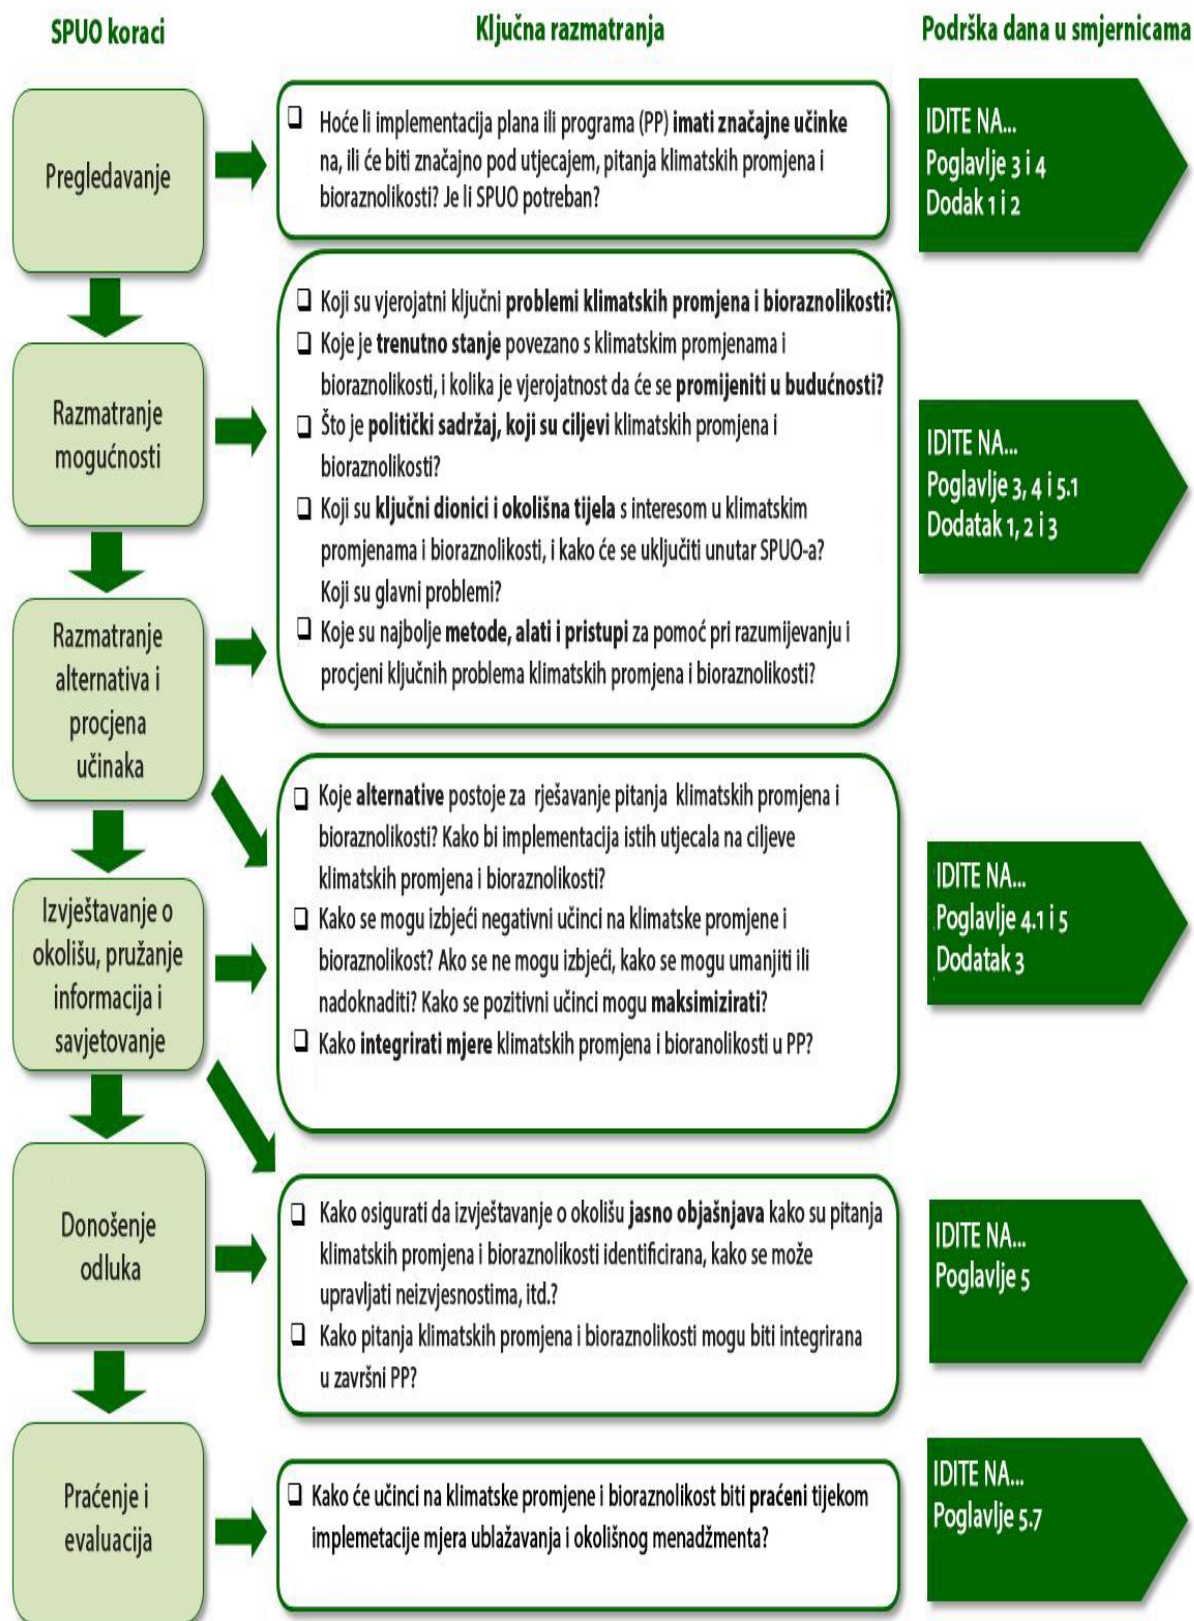 SPUO koraci
Ključna razmatranja
Podrška dana u smjernicama
Pregledavanje
❑ Hoće li implementacija plana ili programa (PP) imati značajne učinke
na, ili će biti značajno pod utjecajem, pitanja klimatskih promjena i
bioraznolikosti? Je li SPUO potreban?
IDITE NA...
Poglavlje 3 i 4
Dodak 1 i 2
Razmatranje
mogućnosti
❑ Koji su vjerojatni ključni problemi klimatskih promjena i bioraznolikosti?
❑ Koje je trenutno stanje povezano s klimatskim promjenama i
bioraznolikosti, i kolika je vjerojatnost da će se promijeniti u budućnosti?
❑ Što je politički sadržaj, koji su ciljevi klimatskih promjena i
bioraznolikosti?
❑ Koji su ključni dionici i okolišna tijela s interesom u klimatskim
promjenama i bioraznolikosti, i kako će se uključiti unutar SPUO-a?
Koji su glavni problemi?
❑ Koje su najbolje metode, alati i pristupi za pomoć pri razumijevanju i
procjeni ključnih problema klimatskih promjena i bioraznolikosti?
IDITE NA...
Poglavlje 3, 4 i 5.1
Dodatak 1, 2 i 3
Razmatranje
alternativa i
procjena
učinaka
❑ Koje alternative postoje za rješavanje pitanja klimatskih promjena i
bioraznolikosti? Kako bi implementacija istih utjecala na ciljeve
klimatskih promjena i bioraznolikosti?
❑ Kako se mogu izbjeći negativni učinci na klimatske promjene i
bioraznolikost? Ako se ne mogu izbjeći, kako se mogu umanjiti ili
nadoknaditi? Kako se pozitivni učinci mogu maksimizirati?
❑ Kako integrirati mjere klimatskih promjena i bioranolikosti u PP?
IDITE NA...
Poglavlje 4.1 i 5
Dodatak 3
Izvještavanje o
okolišu, pružanje
informacija i
savjetovanje
Donošenje
odluka
❑ Kako osigurati da izvještavanje o okolišu jasno objašnjava kako su pitanja
klimatskih promjena i bioraznolikosti identificirana, kako se može
upravljati neizvjesnostima, itd.?
❑ Kako pitanja klimatskih promjena i bioraznolikosti mogu biti integrirana
u završni PP?
IDITE NA...
Poglavlje 5
Praćenje i
evaluacija
❑ Kako će učinci na klimatske promjene i bioraznolikost biti praćeni tijekom
implemetacije mjera ublažavanja i okolišnog menadžmenta?
IDITE NA...
Poglavlje 5.7